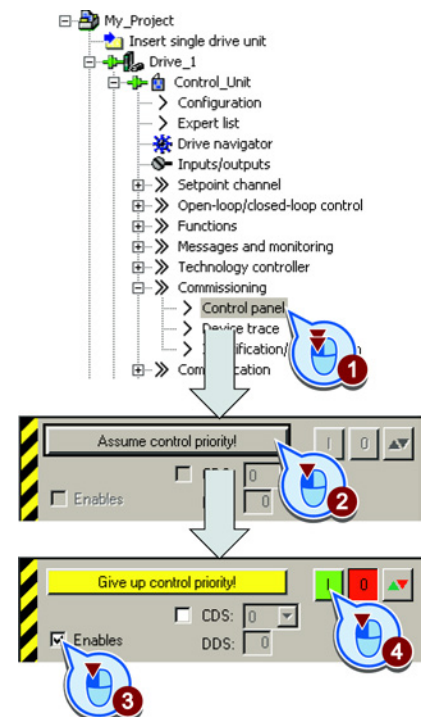 My_Project
Insert single drive unit
Drive_1
Control_Unit
Configuration
Expert list
Drive navigator
Inputs/outputs
Setpoint channel
Open-loop/closed-loop control
Functions
Messages and monitoring
Technology controller
Commissioning
Control panel
Device trace
1
Assume control priority!
I 0
0
Enables
0
2
Give up control priority!
I 0
CDS: 0
Enables
DDS: 0
3
4